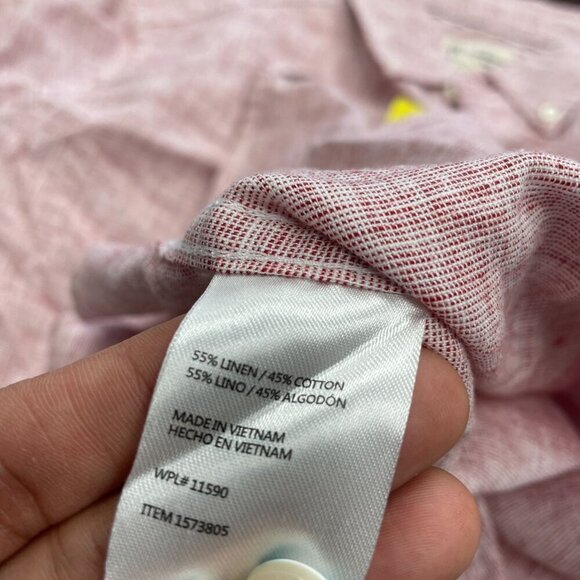 55% LINEN / 45% COTTON
55% LINO / 45% ALGODÓN
MADE IN VIETNAM
HECHO EN VIETNAM
WPL# 11590
ITEM 1573805